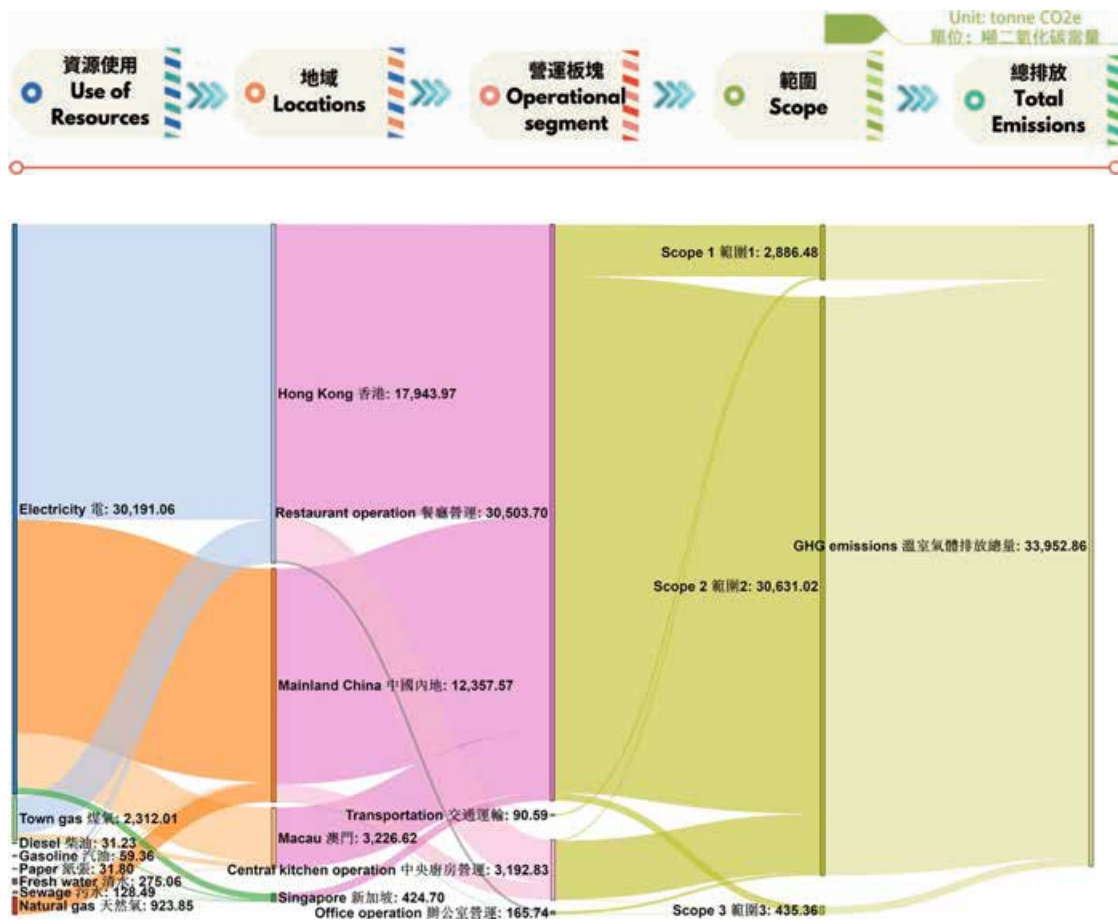 Unit: tonne CO2e
單位：噸二氧化碳當量
資源使用
Use of
Resources
地域
Locations
營運板塊
Operational
segment
範圍
Scope
總排放
Total
Emissions
Scope 1 範圍1: 2,886.48
Hong Kong 香港: 17,943.97
Electricity 電: 30,191.06
Restaurant operation 餐廳營運: 30,503.70
GHG emissions 溫室氣體排放總量: 33,952.86
Scope 2 範圍2: 30,631.02
Mainland China 中國內地: 12,357.57
Transportation 交通運輸: 90.59
Town gas 煤氣: 2,312.01
Macau 澳門: 3,226.62
Diesel 柴油: 31.23
Gasoline 汽油: 59.36
Paper 紙張: 31.80
Central kitchen operation 中央廚房營運: 3,192.83
Fresh water 清水: 275.06
Sewage 污水: 128.49
Singapore 新加坡: 424.70
Natural gas 天然氣: 923.85
Office operation 辦公室營運: 165.74
Scope 3 範圍3: 435.36